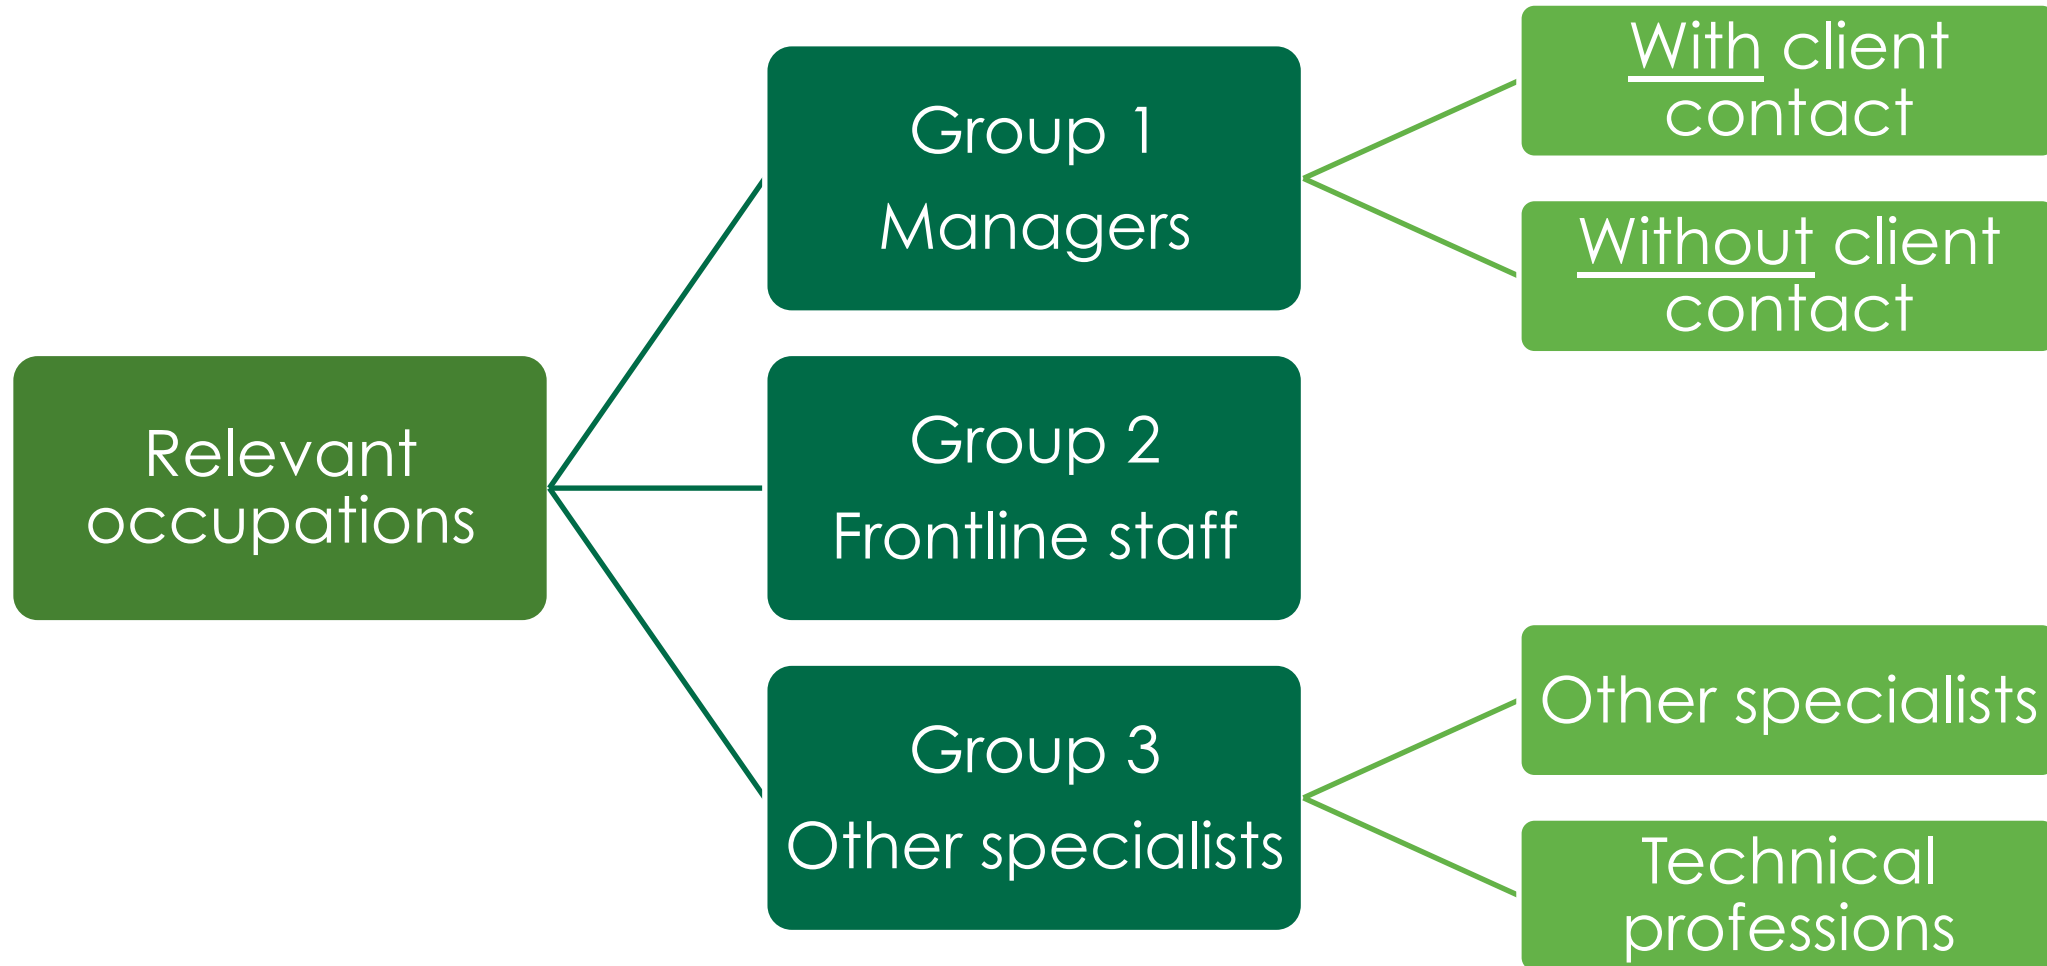 Relevant
occupations
Group 1
Managers
With client
contact
Without client
contact
Group 2
Frontline staff
Group 3
Other specialists
Other specialists
Technical
professions